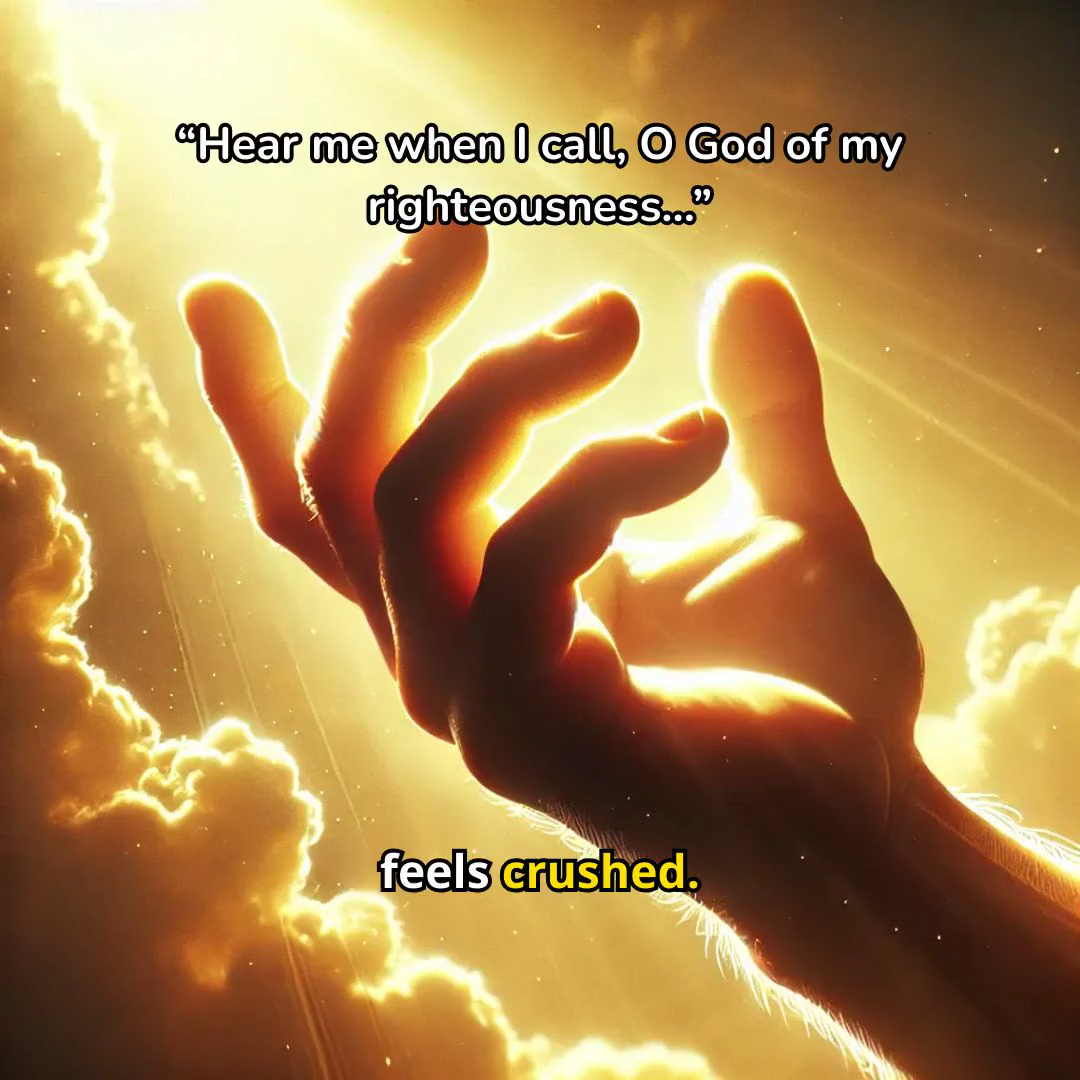 “Hear me when I call, O God of my
righteousness...”
feels crushed.